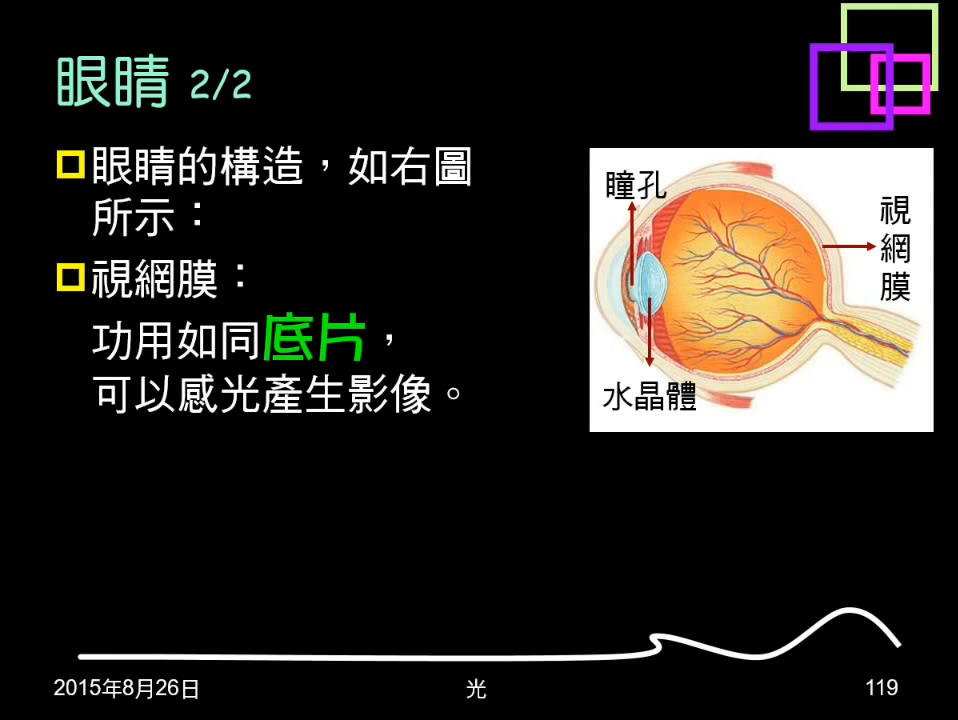 眼睛 2/2
眼睛的構造，如右圖
所示：
視網膜：
功用如同底片，
可以感光產生影像。
瞳孔
視網膜
水晶體
2015年8月26日
光
119